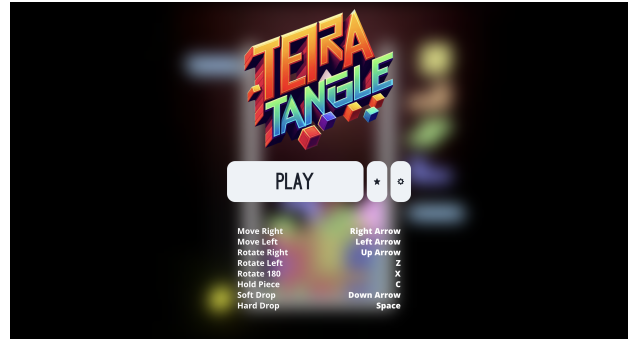 TETRA
TANGLE
PLAY
Move Right Right Arrow
Move Left Left Arrow
Rotate Right Up Arrow
Rotate Left Z
Rotate 180 X
Hold Piece C
Soft Drop Down Arrow
Hard Drop Space